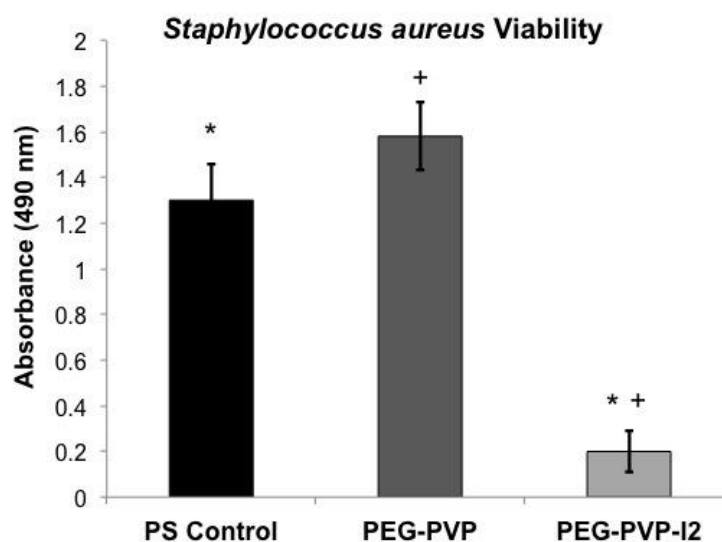 Staphylococcus aureus Viability
Absorbance (490 nm)
2
1.8
1.6
1.4
1.2
1
0.8
0.6
0.4
0.2
0
*
+
* +
PS Control
PEG-PVP
PEG-PVP-I2